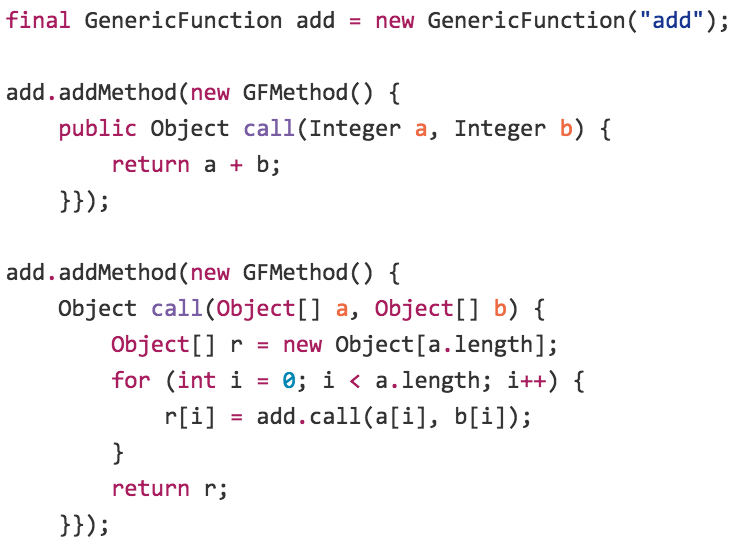 final GenericFunction add = new GenericFunction("add");

add.addMethod(new GFMethod() {
    public Object call(Integer a, Integer b) {
        return a + b;
    }});

add.addMethod(new GFMethod() {
    Object call(Object[] a, Object[] b) {
        Object[] r = new Object[a.length];
        for (int i = 0; i < a.length; i++) {
            r[i] = add.call(a[i], b[i]);
        }
        return r;
    }});